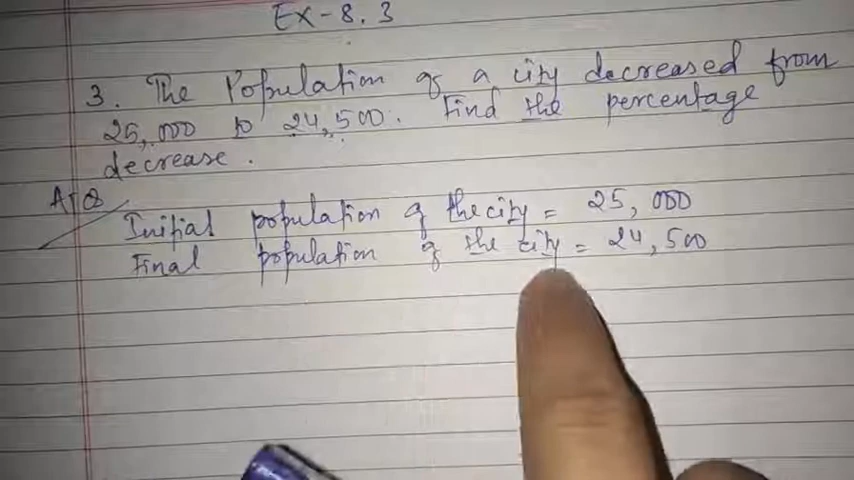 Ex-8.3
3. The Population of a city decreased from
25,000 to 24,500. Find the percentage
decrease.
ATQ
Initial population of the city = 25,000
Final population of the city = 24,500